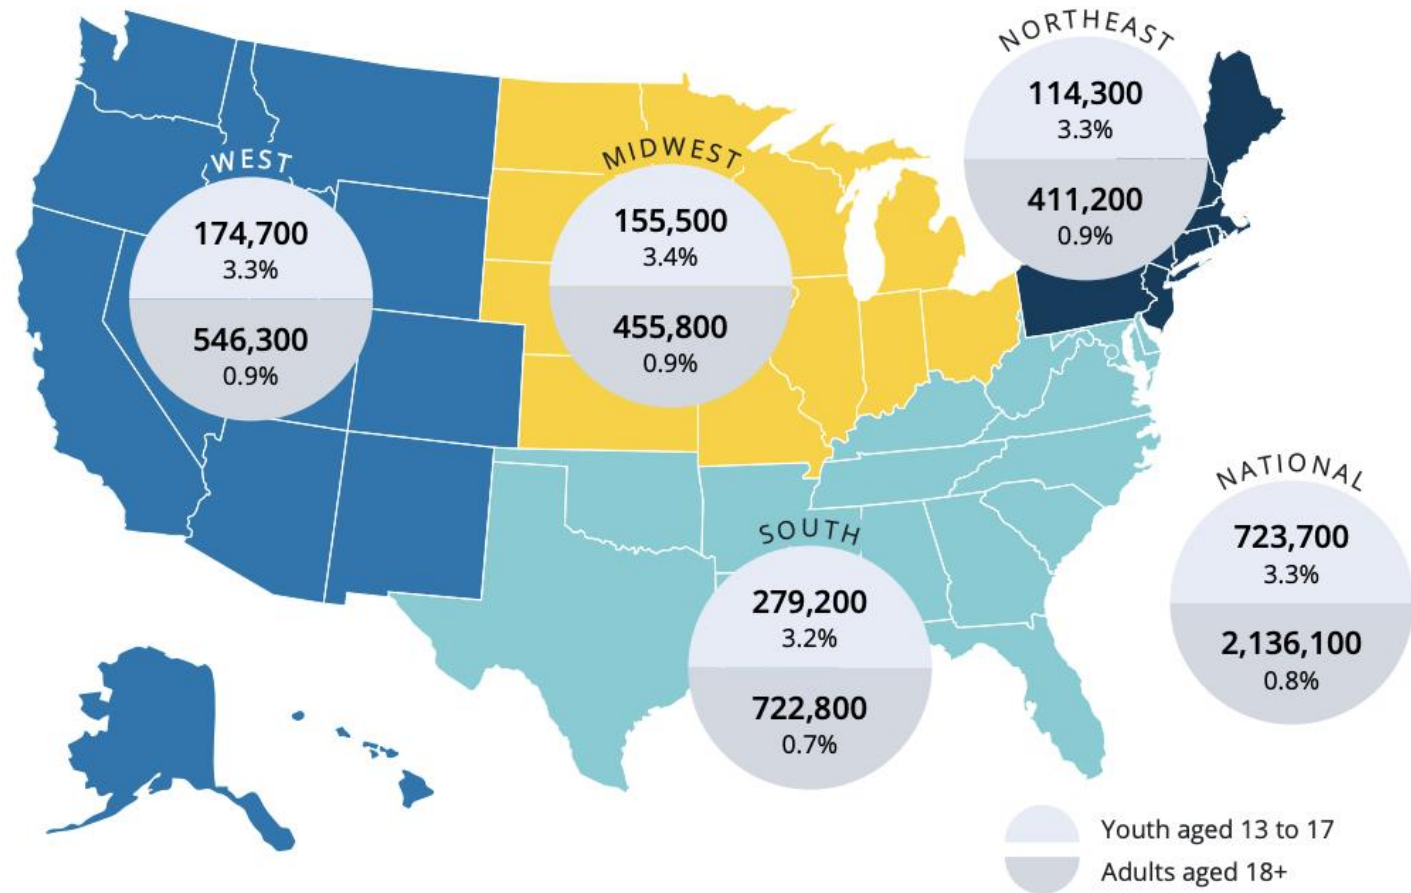 NORTHEAST
114,300
3.3%
411,200
0.9%
WEST
174,700
3.3%
546,300
0.9%
MIDWEST
155,500
3.4%
455,800
0.9%
SOUTH
279,200
3.2%
722,800
0.7%
NATIONAL
723,700
3.3%
2,136,100
0.8%
Youth aged 13 to 17
Adults aged 18+